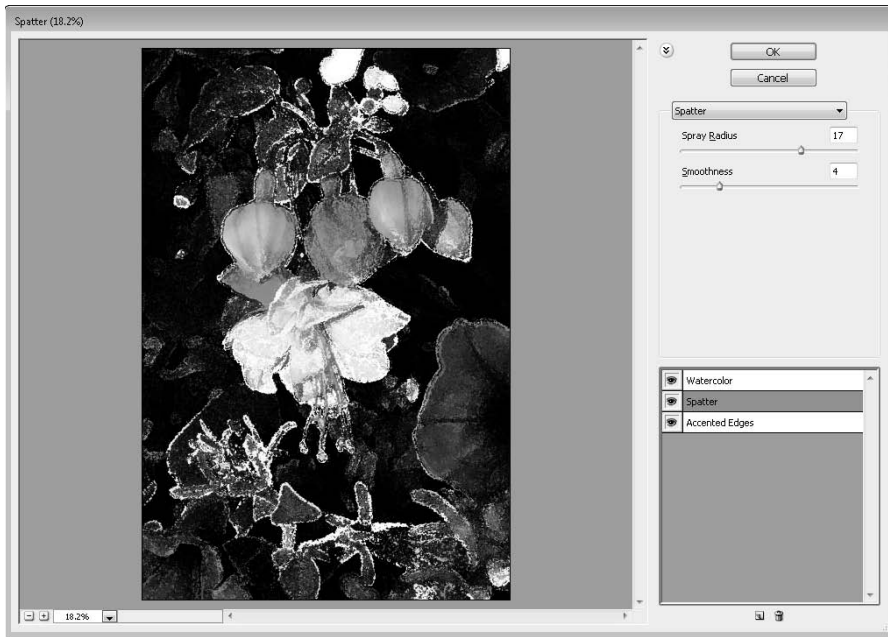 Spatter (18.2%)
OK
Cancel
Spatter
Spray Radius 17
Smoothness 4
Watercolor
Spatter
Accented Edges
18.2%